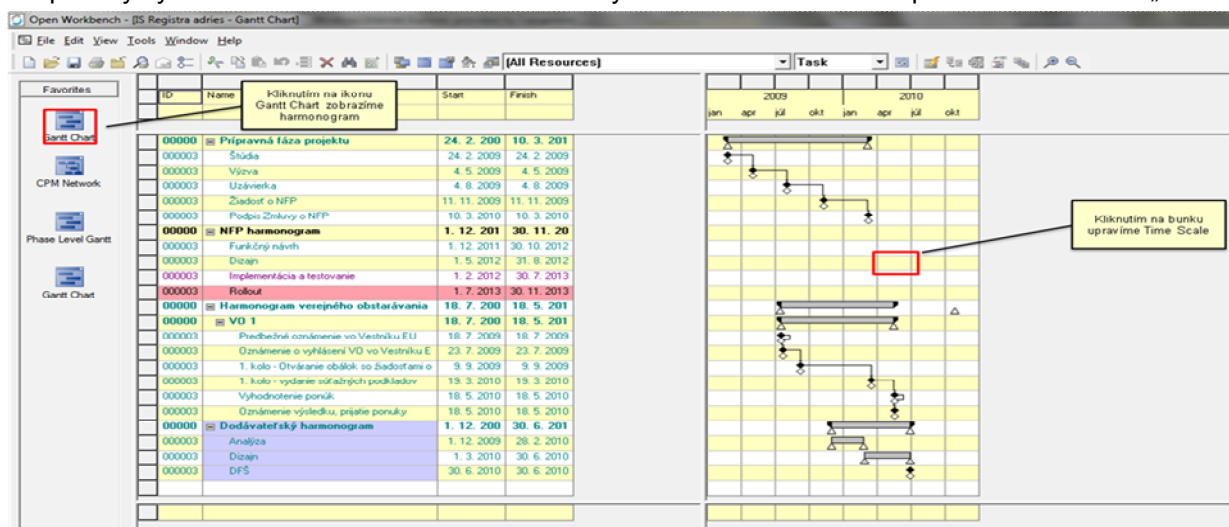 Open Workbench - [IS Registra adries - Gantt Chart]
File Edit View Tools Window Help
(All Resources) Task
Favorites
Gantt Chart
CPM Network
Phase Level Gantt
Gantt Chart
Kliknutím na ikonu
Gantt Chart zobrazíme
harmonogram
ID Name Start Finish
2009 2010
jan apr júl okt jan apr júl okt
00000 Prípravná fáza projektu 24. 2. 200 10. 3. 201
000003 Štúdia 24. 2. 2009 24. 2. 2009
000003 Výzva 4. 5. 2009 4. 5. 2009
000003 Uzávierka 4. 8. 2009 4. 8. 2009
000003 Žiadosť o NFP 11. 11. 2009 11. 11. 2009
000003 Podpis Zmluvy o NFP 10. 3. 2010 10. 3. 2010
00000 NFP harmonogram 1. 12. 201 30. 11. 20
000003 Funkčný návrh 1. 12. 2011 30. 10. 2012
000003 Dizajn 1. 5. 2012 31. 8. 2012
000003 Implementácia a testovanie 1. 2. 2012 30. 7. 2013
000003 Rollout 1. 7. 2013 30. 11. 2013
00000 Harmonogram verejného obstarávania 18. 7. 200 18. 5. 201
00000 VO 1 18. 7. 200 18. 5. 201
000003 Predbežné oznámenie vo Vestníku EU 18. 7. 2009 18. 7. 2009
000003 Oznámenie o vyhlásení VO vo Vestníku E 23. 7. 2009 23. 7. 2009
000003 1. kolo - Otváranie obálok so žiadosťami o 9. 9. 2009 9. 9. 2009
000003 1. kolo - vydanie súťažných podkladov 19. 3. 2010 19. 3. 2010
000003 Vyhodnotenie ponúk 18. 5. 2010 18. 5. 2010
000003 Oznámenie výsledku, prijatie ponuky 18. 5. 2010 18. 5. 2010
00000 Dodávateľský harmonogram 1. 12. 200 30. 6. 201
000003 Analýza 1. 12. 2009 28. 2. 2010
000003 Dizajn 1. 3. 2010 30. 6. 2010
000003 DFŠ 30. 6. 2010 30. 6. 2010
Kliknutím na bunku
upravíme Time Scale